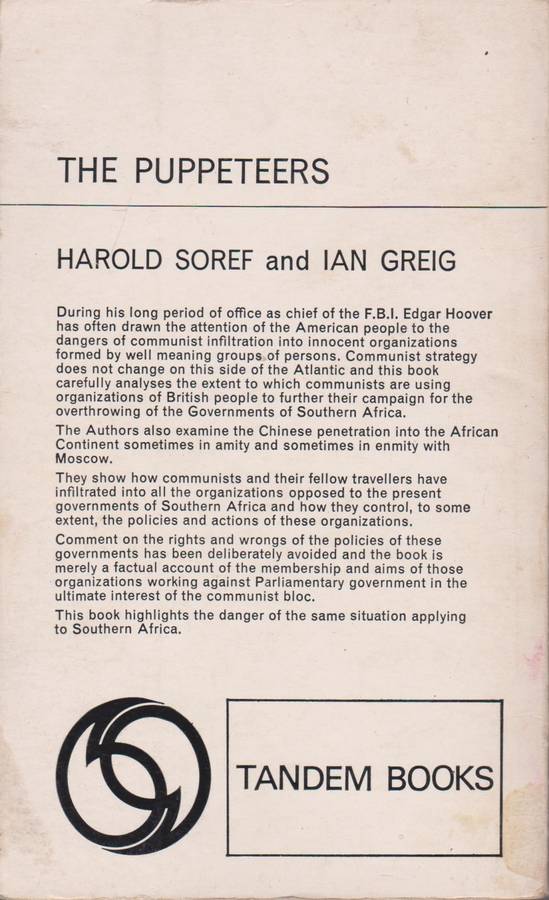 THE PUPPETEERS
HAROLD SOREF and IAN GREIG
During his long period of office as chief of the F.B.I. Edgar Hoover
has often drawn the attention of the American people to the
dangers of communist infiltration into innocent organizations
formed by well meaning groups of persons. Communist strategy
does not change on this side of the Atlantic and this book
carefully analyses the extent to which communists are using
organizations of British people to further their campaign for the
overthrowing of the Governments of Southern Africa.
The Authors also examine the Chinese penetration into the African
Continent sometimes in amity and sometimes in enmity with
Moscow.
They show how communists and their fellow travellers have
infiltrated into all the organizations opposed to the present
governments of Southern Africa and how they control, to some
extent, the policies and actions of these organizations.
Comment on the rights and wrongs of the policies of these
governments has been deliberately avoided and the book is
merely a factual account of the membership and aims of those
organizations working against Parliamentary government in the
ultimate interest of the communist bloc.
This book highlights the danger of the same situation applying
to Southern Africa.
TANDEM BOOKS